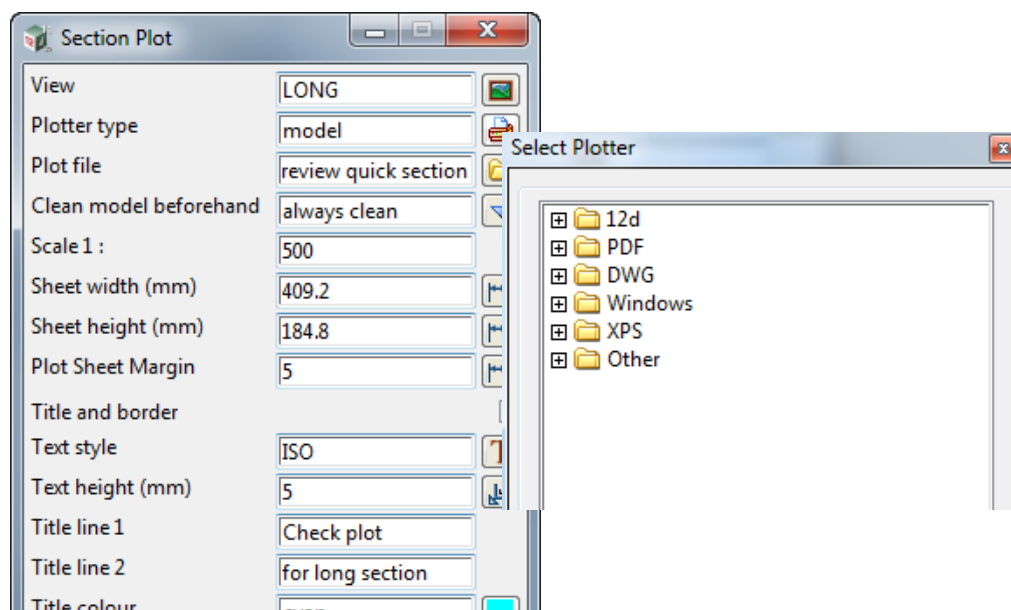 Section Plot
View LONG
Plotter type model
Plot file review quick section
Clean model beforehand always clean
Scale 1 : 500
Sheet width (mm) 409.2
Sheet height (mm) 184.8
Plot Sheet Margin 5
Title and border
Text style ISO
Text height (mm) 5
Title line 1 Check plot
Title line 2 for long section
Title colour
Select Plotter
12d
PDF
DWG
Windows
XPS
Other